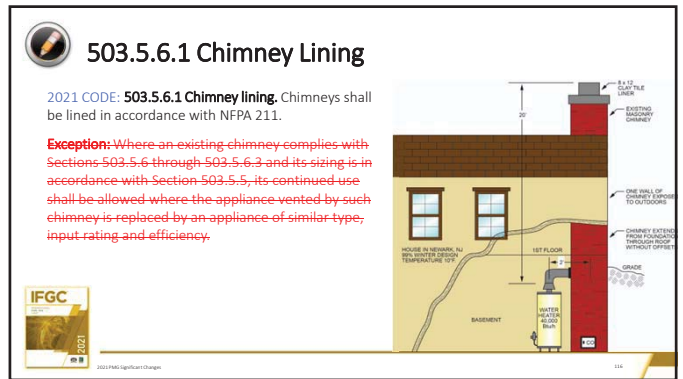 503.5.6.1 Chimney Lining
2021 CODE: 503.5.6.1 Chimney lining. Chimneys shall
be lined in accordance with NFPA 211.
Exception: Where an existing chimney complies with
Sections 503.5.6 through 503.5.6.3 and its sizing is in
accordance with Section 503.5.5, its continued use
shall be allowed where the appliance vented by such
chimney is replaced by an appliance of similar type,
input rating and efficiency.
8 x 12
CLAY TILE
LINER
EXISTING
MASONRY
CHIMNEY
20'
ONE WALL OF
CHIMNEY EXPOSE
TO OUTDOORS
CHIMNEY EXTEND
FROM FOUNDATIO
THROUGH ROOF
WITHOUT OFFSET
HOUSE IN NEWARK, NJ
99% WINTER DESIGN
TEMPERATURE 10°F.
1ST FLOOR
2'
GRADE
WATER
HEATER
40,000
Btu/h
BASEMENT
CO
IFGC
2021
2021 PMG Significant Changes
116